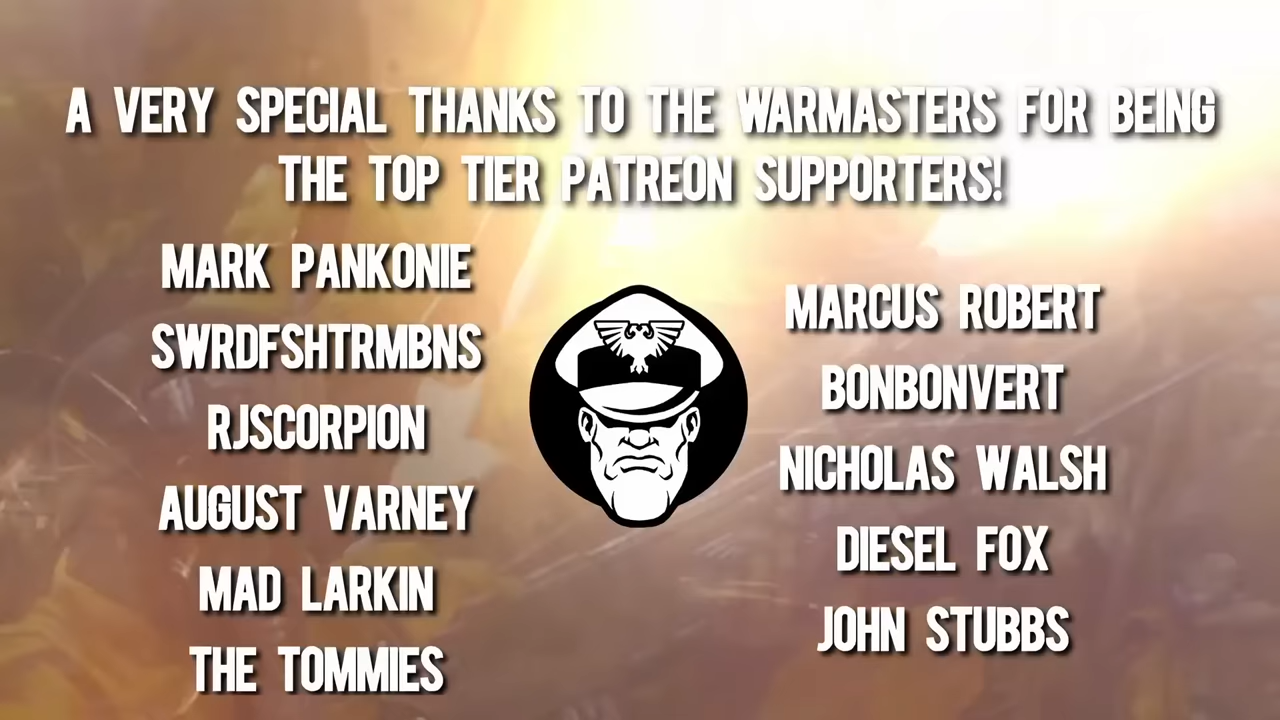 A VERY SPECIAL THANKS TO THE WARMASTERS FOR BEING
THE TOP TIER PATREON SUPPORTERS!
MARK PANKONIE
SWRDFSHTRMBNS
RJSCORPION
AUGUST VARNEY
MAD LARKIN
THE TOMMIES
MARCUS ROBERT
BONBONVERT
NICHOLAS WALSH
DIESEL FOX
JOHN STUBBS